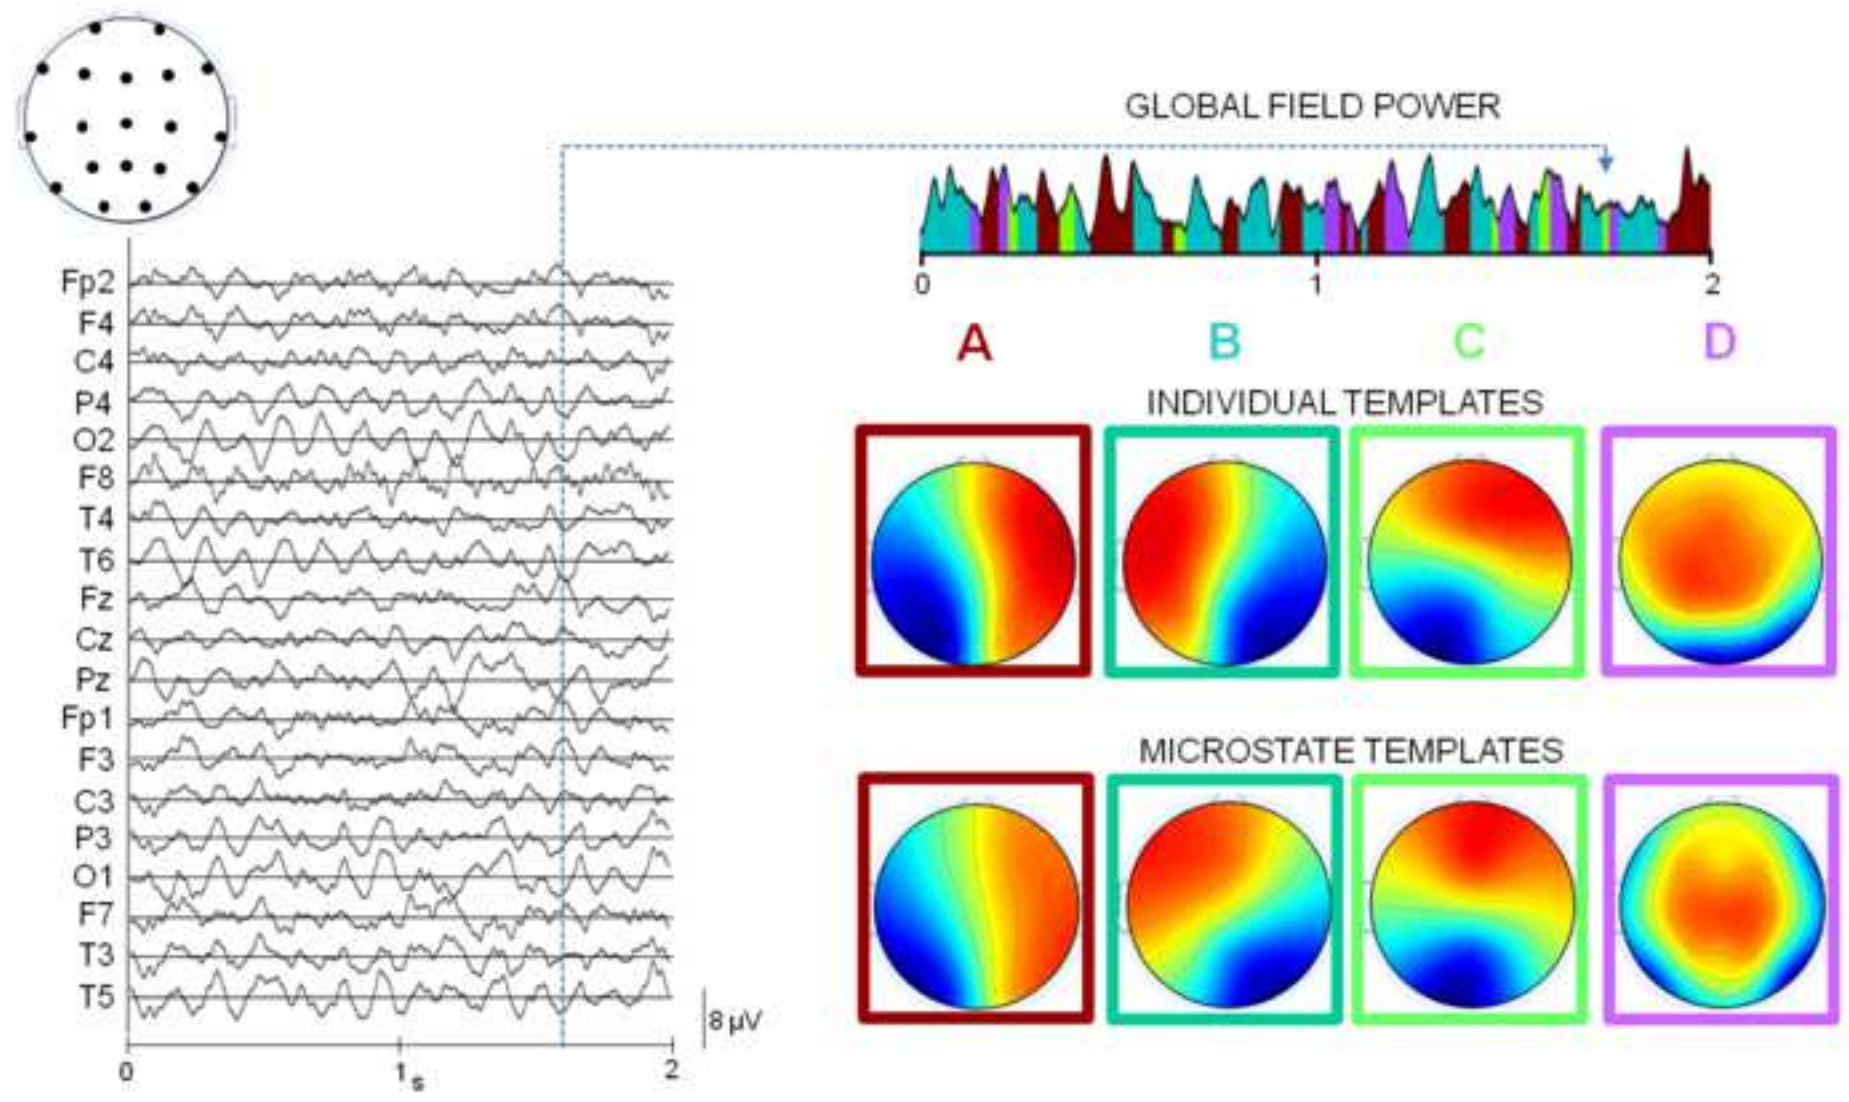 GLOBAL FIELD POWER
0 1 2
A B C D
INDIVIDUAL TEMPLATES
MICROSTATE TEMPLATES
Fp2
F4
C4
P4
O2
F8
T4
T6
Fz
Cz
Pz
Fp1
F3
C3
P3
O1
F7
T3
T5
8 µV
0 1 s 2